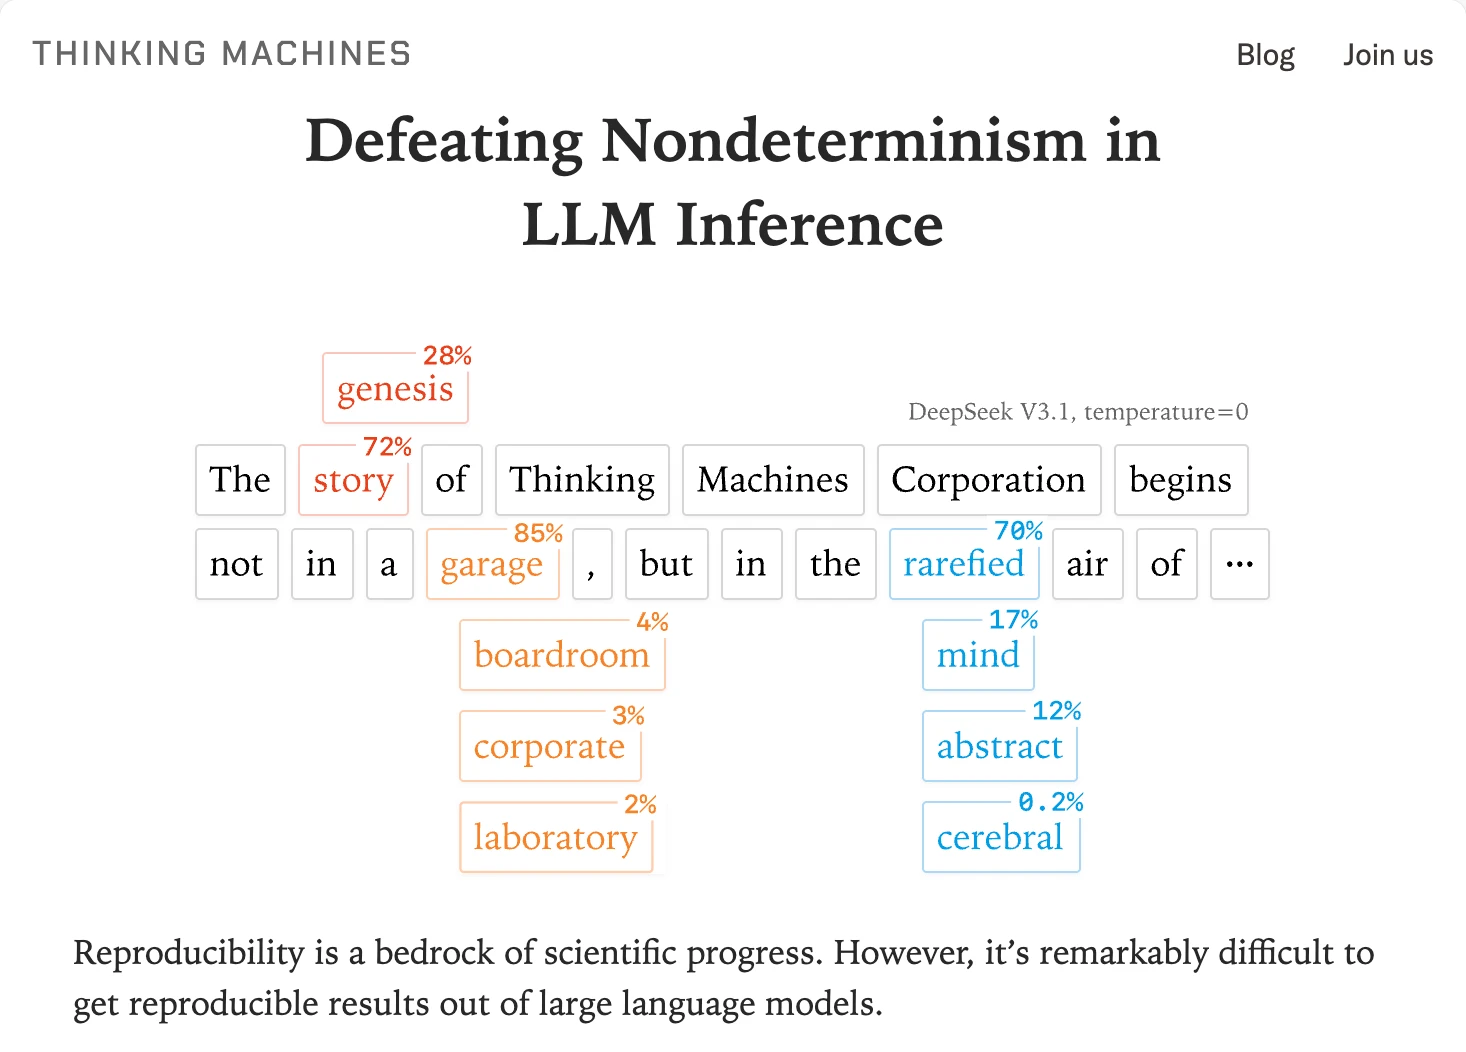 THINKING MACHINES
Blog Join us
Defeating Nondeterminism in
LLM Inference
28%
genesis
DeepSeek V3.1, temperature=0
72%
The story of Thinking Machines Corporation begins
85% 70%
not in a garage , but in the rarefied air of ···
4% 17%
boardroom mind
3% 12%
corporate abstract
2% 0.2%
laboratory cerebral
Reproducibility is a bedrock of scientific progress. However, it’s remarkably difficult to
get reproducible results out of large language models.